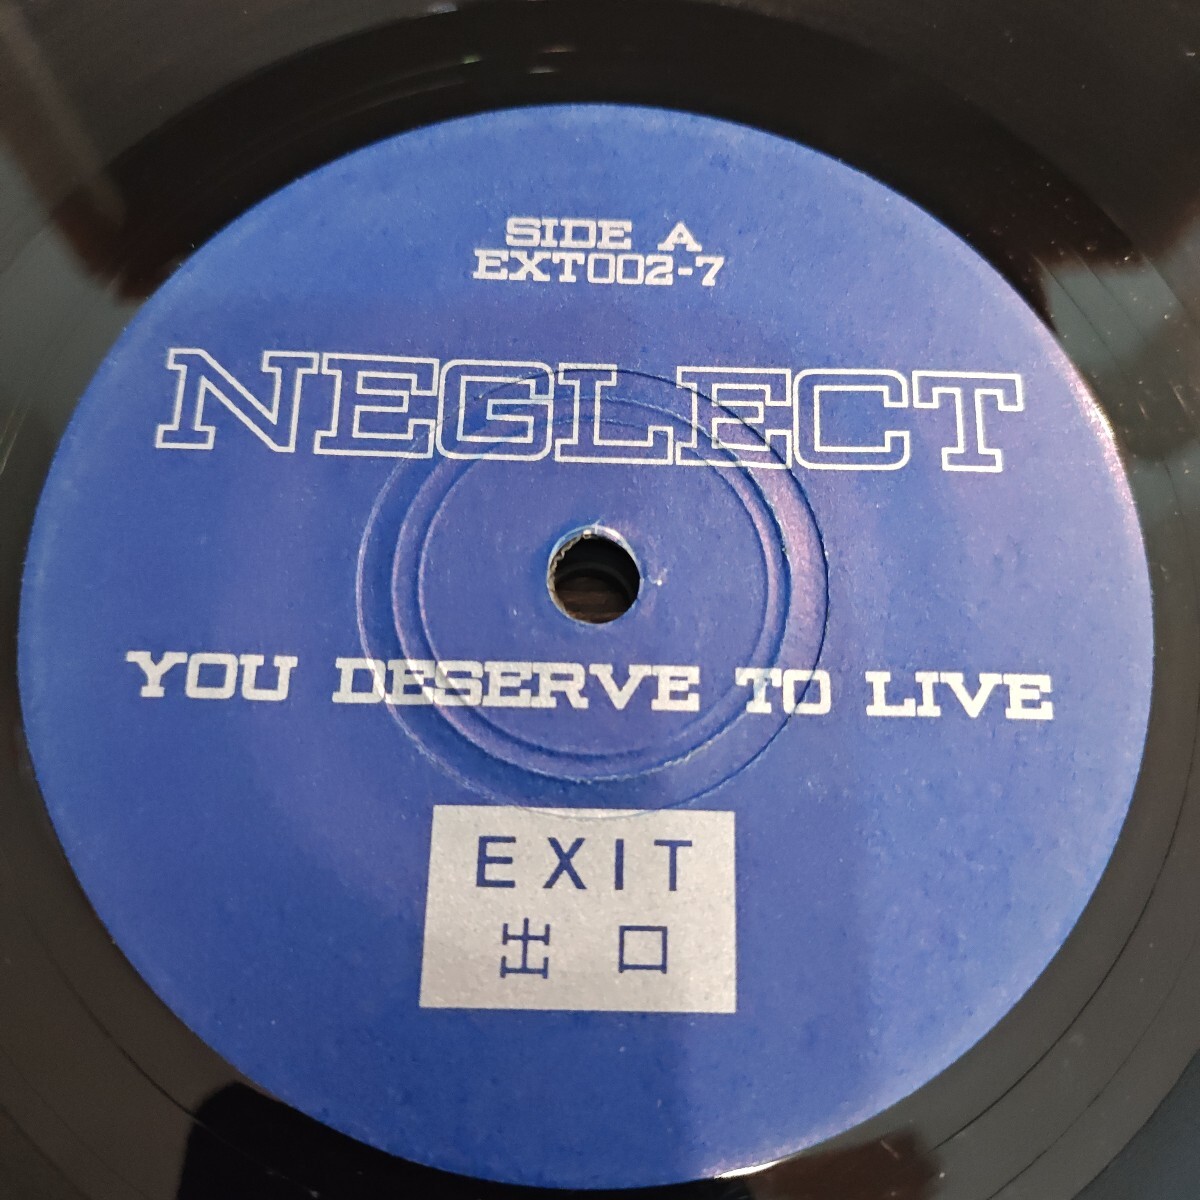 SIDE A
EXT002-7
NEGLECT
YOU DESERVE TO LIVE
EXIT
出口